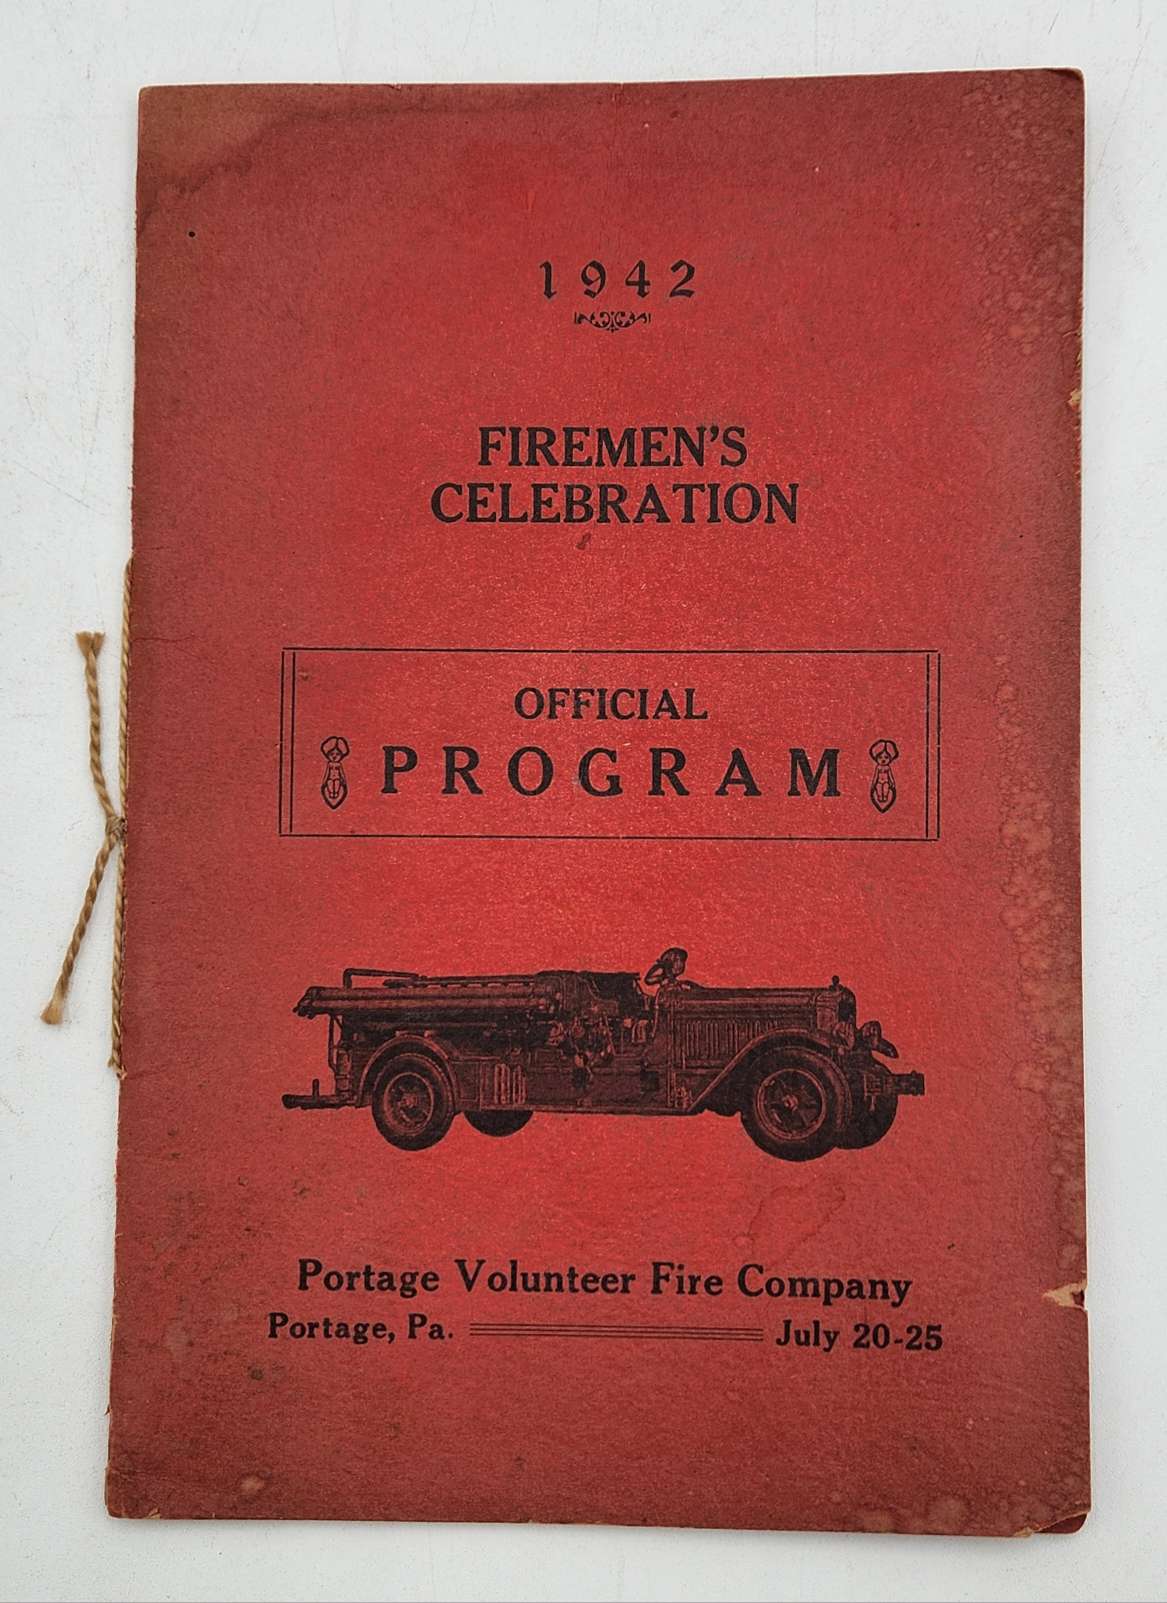 1942
FIREMEN'S
CELEBRATION
OFFICIAL
PROGRAM
Portage Volunteer Fire Company
Portage, Pa. July 20-25